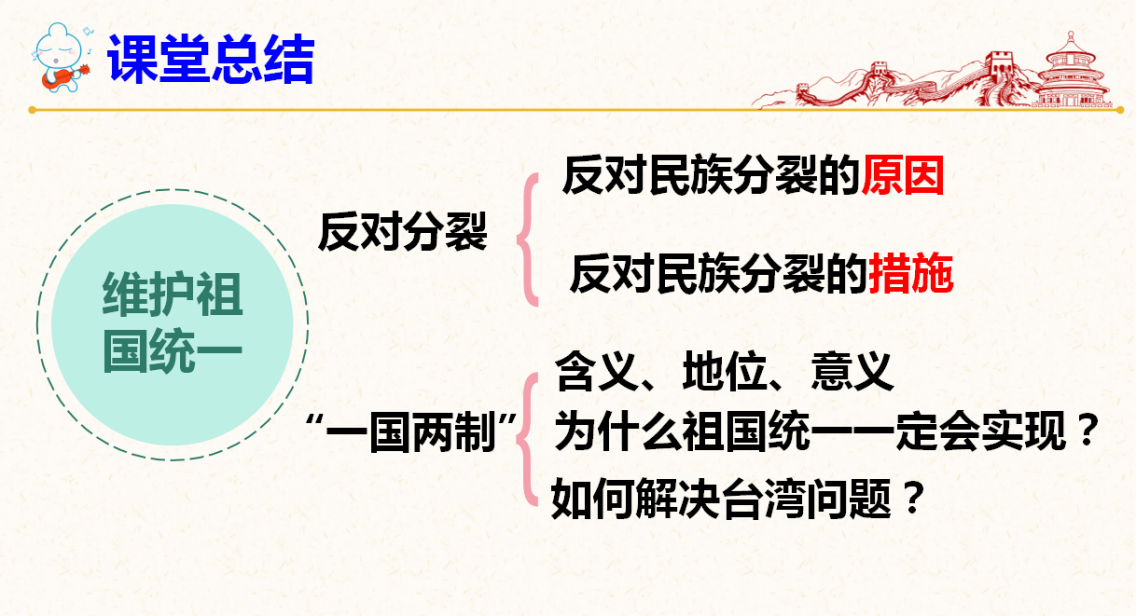 课堂总结
维护祖
国统一
反对分裂
反对民族分裂的原因
反对民族分裂的措施
“一国两制”
含义、地位、意义
为什么祖国统一一定会实现？
如何解决台湾问题？